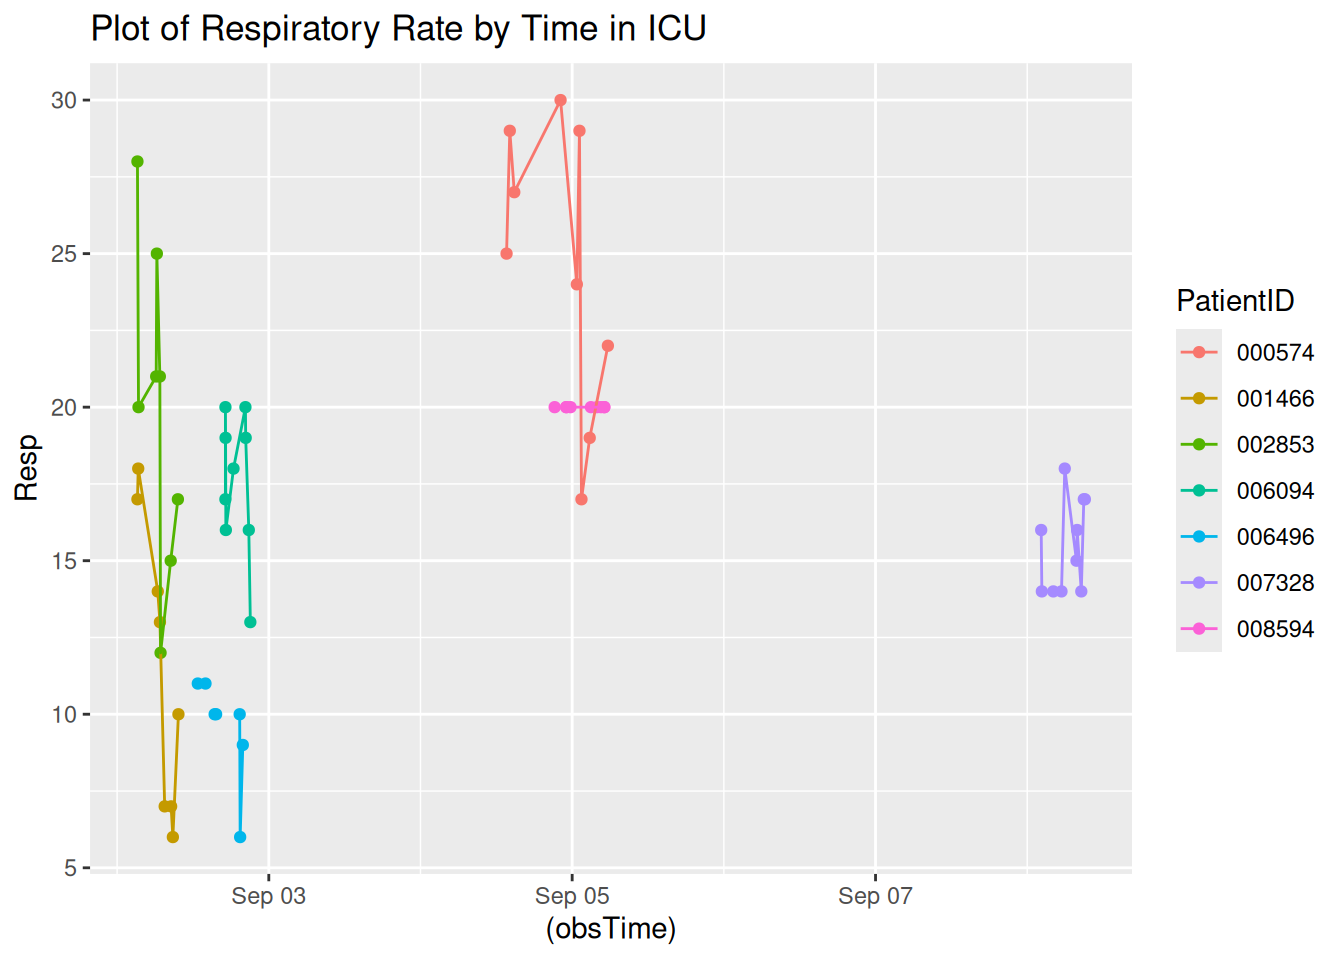 Plot of Respiratory Rate by Time in ICU
30
25
20
15
10
5
Resp
Sep 03
Sep 05
Sep 07
(obsTime)
PatientID
000574
001466
002853
006094
006496
007328
008594